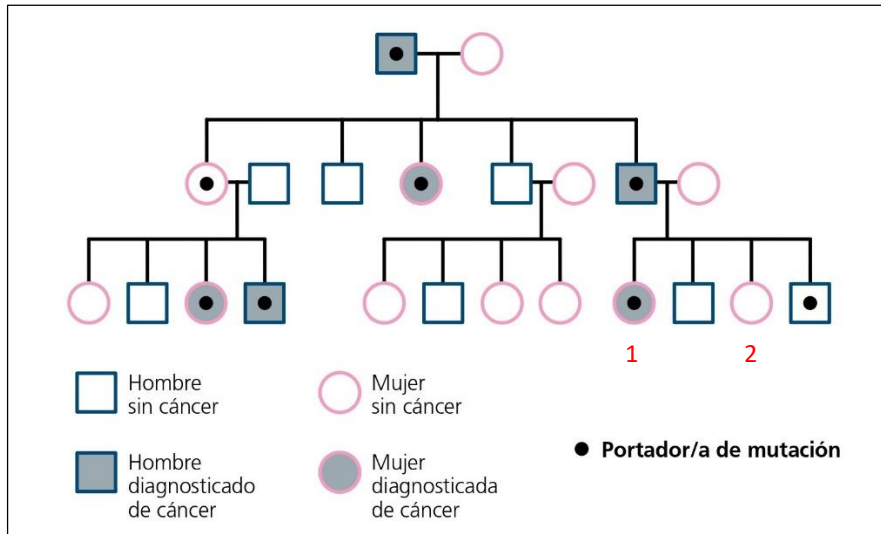 1
2
Hombre
sin cáncer
Mujer
sin cáncer
Hombre
diagnosticado
de cáncer
Mujer
diagnosticada
de cáncer
Portador/a de mutación